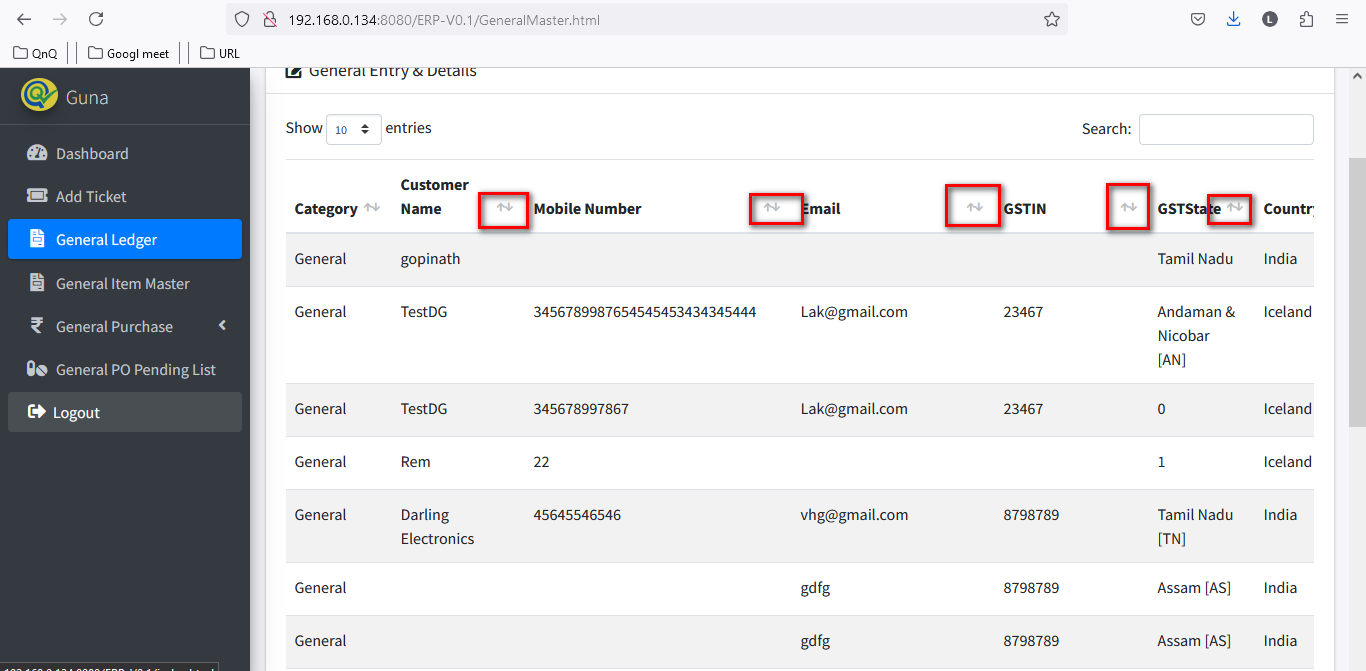 192.168.0.134:8080/ERP-V0.1/GeneralMaster.html
L
QnQ
Googl meet
URL
Guna
Dashboard
Add Ticket
General Ledger
General Item Master
General Purchase
General PO Pending List
Logout
General Entry & Details
Show 10 entries
Search:
Category Customer Name Mobile Number Email GSTIN GSTState Countr
General gopinath Tamil Nadu India
General TestDG 3456789987654545453434345444 Lak@gmail.com 23467 Andaman & Iceland
Nicobar
[AN]
General TestDG 345678997867 Lak@gmail.com 23467 0 Iceland
General Rem 22 1 Iceland
General Darling 45645546546 vhg@gmail.com 8798789 Tamil Nadu India
Electronics [TN]
General gdfg 8798789 Assam [AS] India
General gdfg 8798789 Assam [AS] India